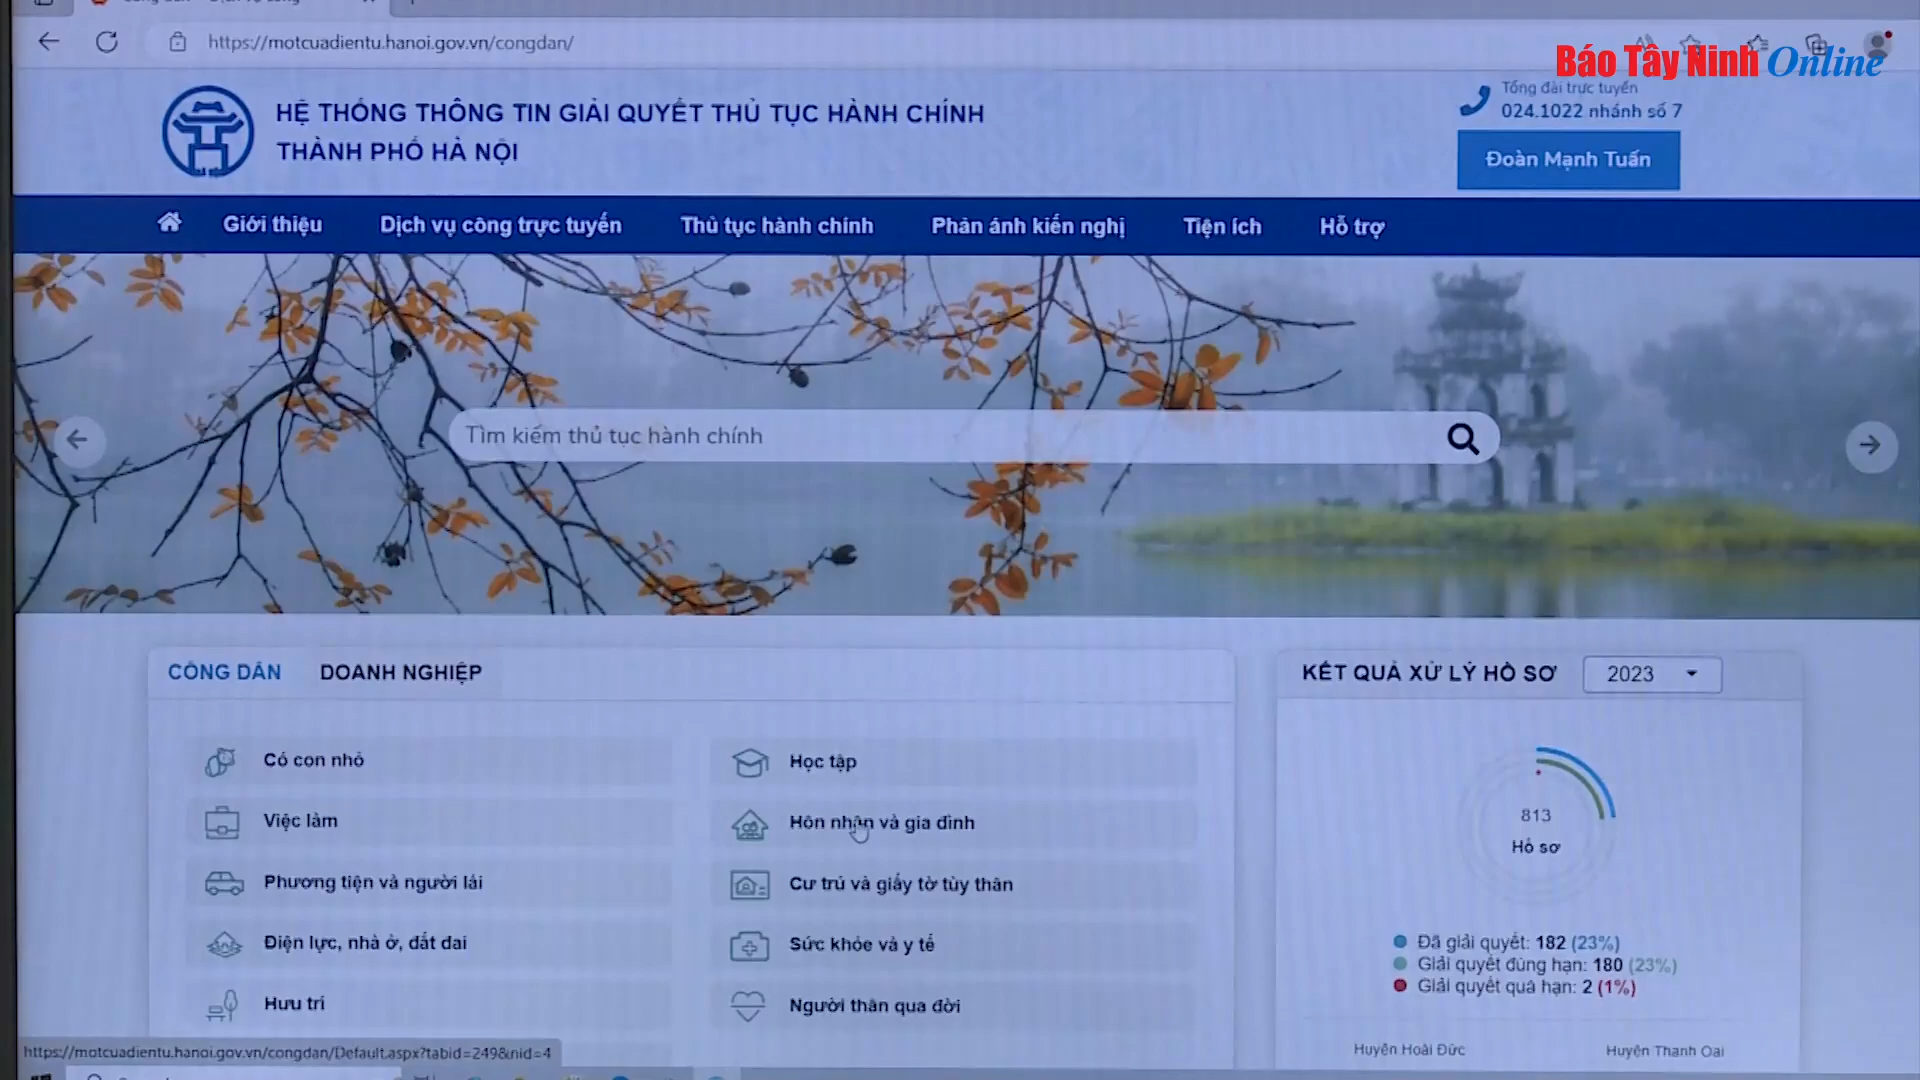 https://motcuadientu.hanoi.gov.vn/congdan/
Báo Tây Ninh Online
HỆ THỐNG THÔNG TIN GIẢI QUYẾT THỦ TỤC HÀNH CHÍNH
THÀNH PHỐ HÀ NỘI
Tổng đài trực tuyến
024.1022 nhánh số 7
Đoàn Mạnh Tuấn
Giới thiệu
Dịch vụ công trực tuyến
Thủ tục hành chính
Phản ánh kiến nghị
Tiện ích
Hỗ trợ
Tìm kiếm thủ tục hành chính
CÔNG DÂN
DOANH NGHIỆP
Có con nhỏ
Học tập
Việc làm
Hôn nhân và gia đình
Phương tiện và người lái
Cư trú và giấy tờ tùy thân
Điện lực, nhà ở, đất đai
Sức khỏe và y tế
Hưu trí
Người thân qua đời
KẾT QUẢ XỬ LÝ HỒ SƠ
2023
813
Hồ sơ
Đã giải quyết: 182 (23%)
Giải quyết đúng hạn: 180 (23%)
Giải quyết quá hạn: 2 (1%)
Huyện Hoài Đức
Huyện Thanh Oai
https://motcuadientu.hanoi.gov.vn/congdan/Default.aspx?tabid=249&nid=4